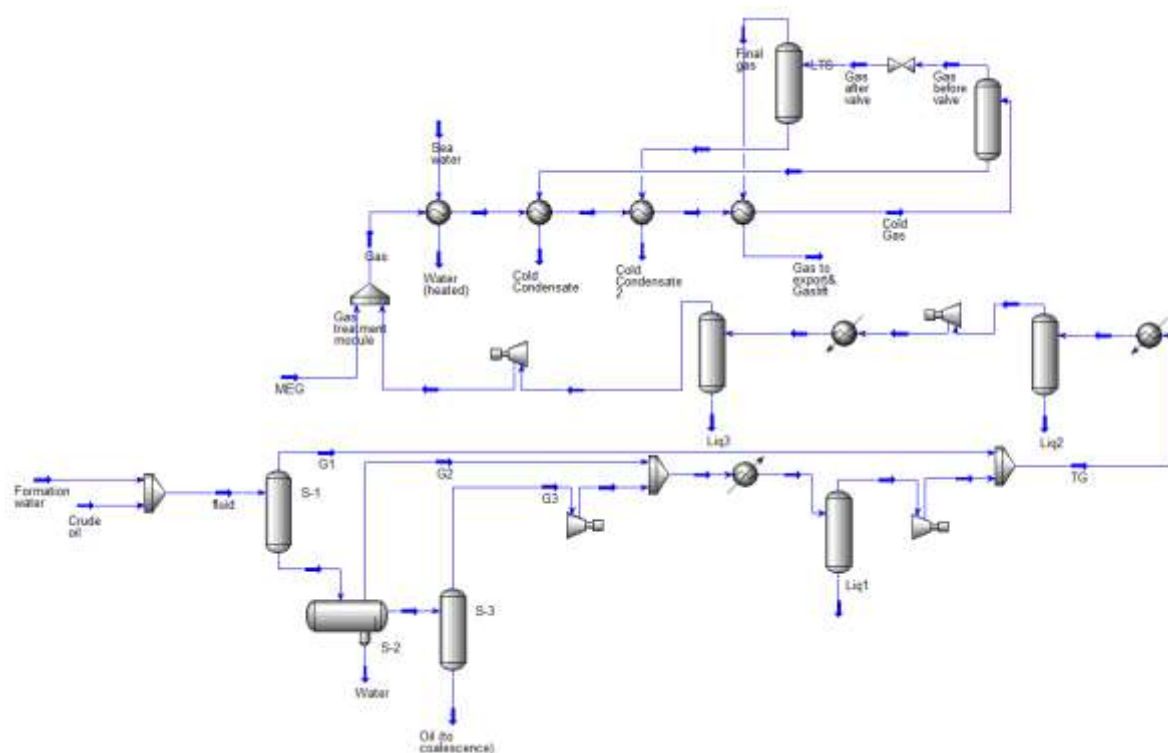 Final
gas
LTS
Gas
after
valve
Gas
before
valve
Sea
water
Cold
Gas
Gas
Water
(heated)
Cold
Condensate
Cold
Condensate
2
Gas to
export&
Gaslift
Gas
treatment
module
MEG
Liq3
Liq2
G1
G2
G3
TG
Formation
water
Crude
oil
fluid
S-1
S-2
S-3
Liq1
Water
Oil (to
coalescence)